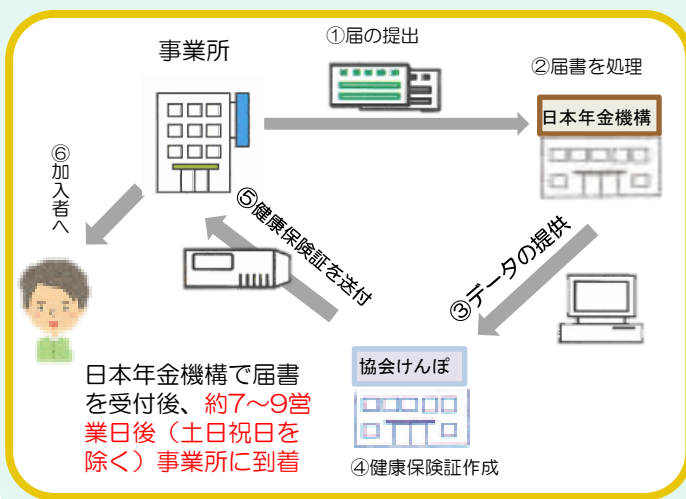 ①届の提出
事業所
②届書を処理
日本年金機構
⑥加入者へ
⑤健康保険証を送付
③データの提供
日本年金機構で届書
を受付後、約7～9営
業日後（土日祝日を
除く）事業所に到着
協会けんぽ
④健康保険証作成